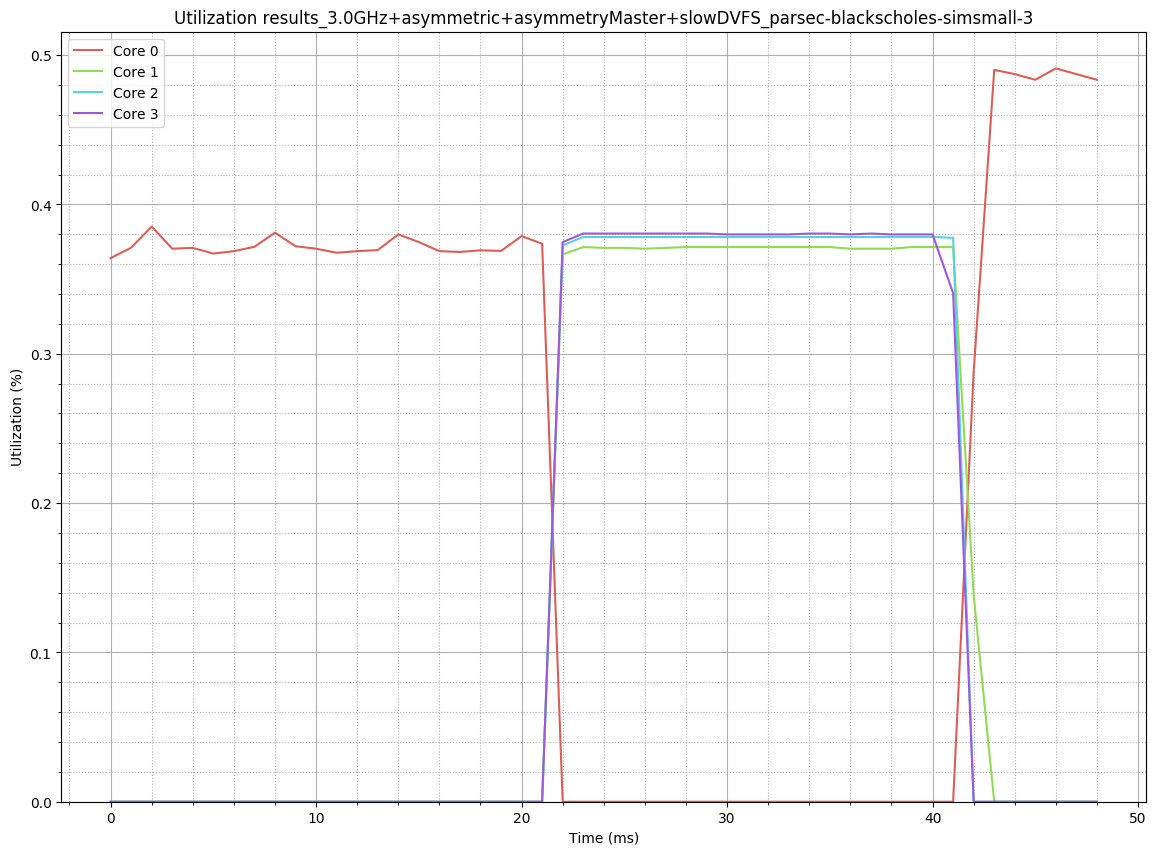 Utilization results_3.0GHz+asymmetric+asymmetryMaster+slowDVFS_parsec-blackscholes-simsmall-3
Core 0
Core 1
Core 2
Core 3
Utilization (%)
0.5
0.4
0.3
0.2
0.1
0.0
0 10 20 30 40 50
Time (ms)